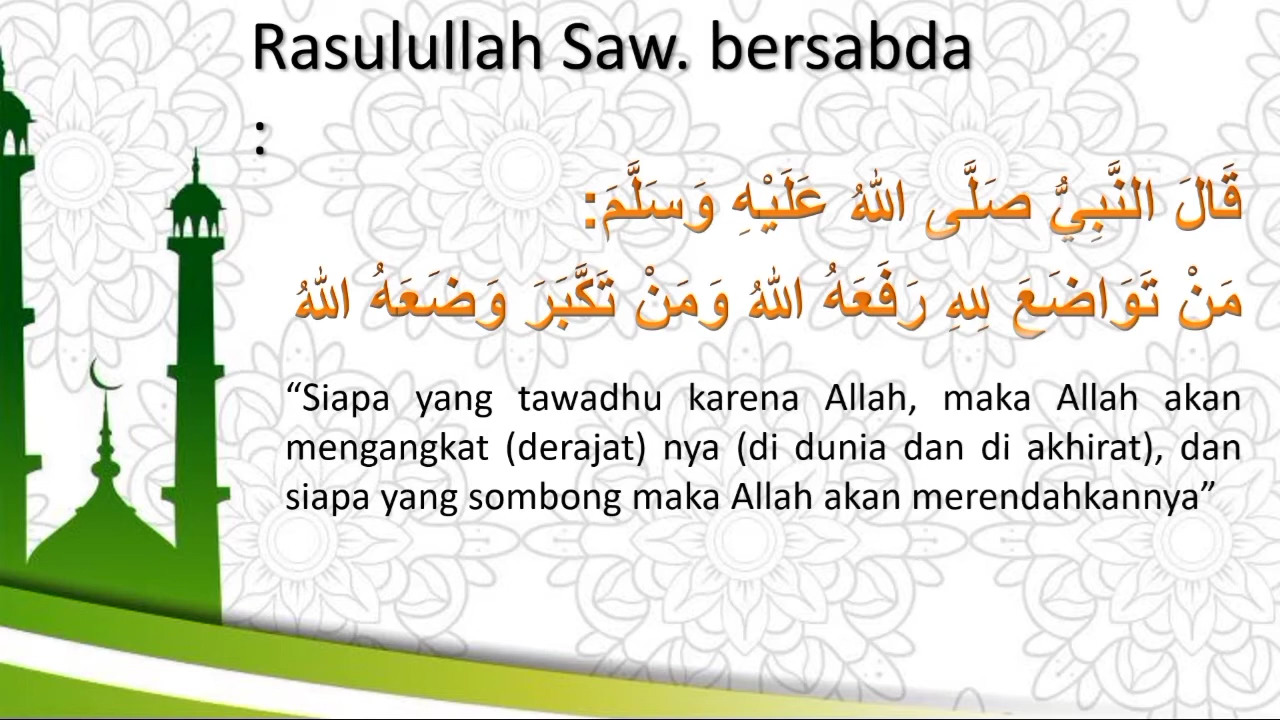 Rasulullah Saw. bersabda
:
قَالَ النَّبِيُّ صَلَّى اللهُ عَلَيْهِ وَسَلَّمَ:
مَنْ تَوَاضَعَ لِلهِ رَفَعَهُ اللهُ وَمَنْ تَكَّبَرَ وَضَعَهُ اللهُ
“Siapa yang tawadhu karena Allah, maka Allah akan
mengangkat (derajat) nya (di dunia dan di akhirat), dan
siapa yang sombong maka Allah akan merendahkannya”